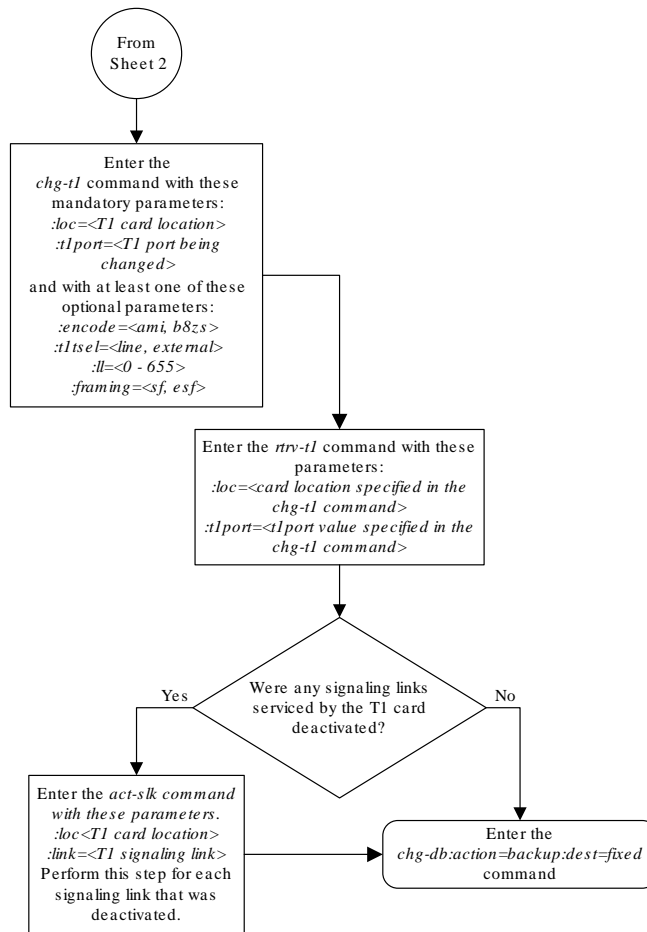 From
Sheet 2
Enter the
chg-t1 command with these
mandatory parameters:
:loc=<T1 card location>
:t1port=<T1 port being
changed>
and with at least one of these
optional parameters:
:encode=<ami, b8zs>
:t1tsel=<line, external>
:ll=<0 - 655>
:framing=<sf, esf>
Enter the rtrv-t1 command with these
parameters:
:loc=<card location specified in the
chg-t1 command>
:t1port=<t1port value specified in the
chg-t1 command>
Were any signaling links
serviced by the T1 card
deactivated?
Yes
No
Enter the act-slk command
with these parameters.
:loc<T1 card location>
:link=<T1 signaling link>
Perform this step for each
signaling link that was
deactivated.
Enter the
chg-db:action=backup:dest=fixed
command